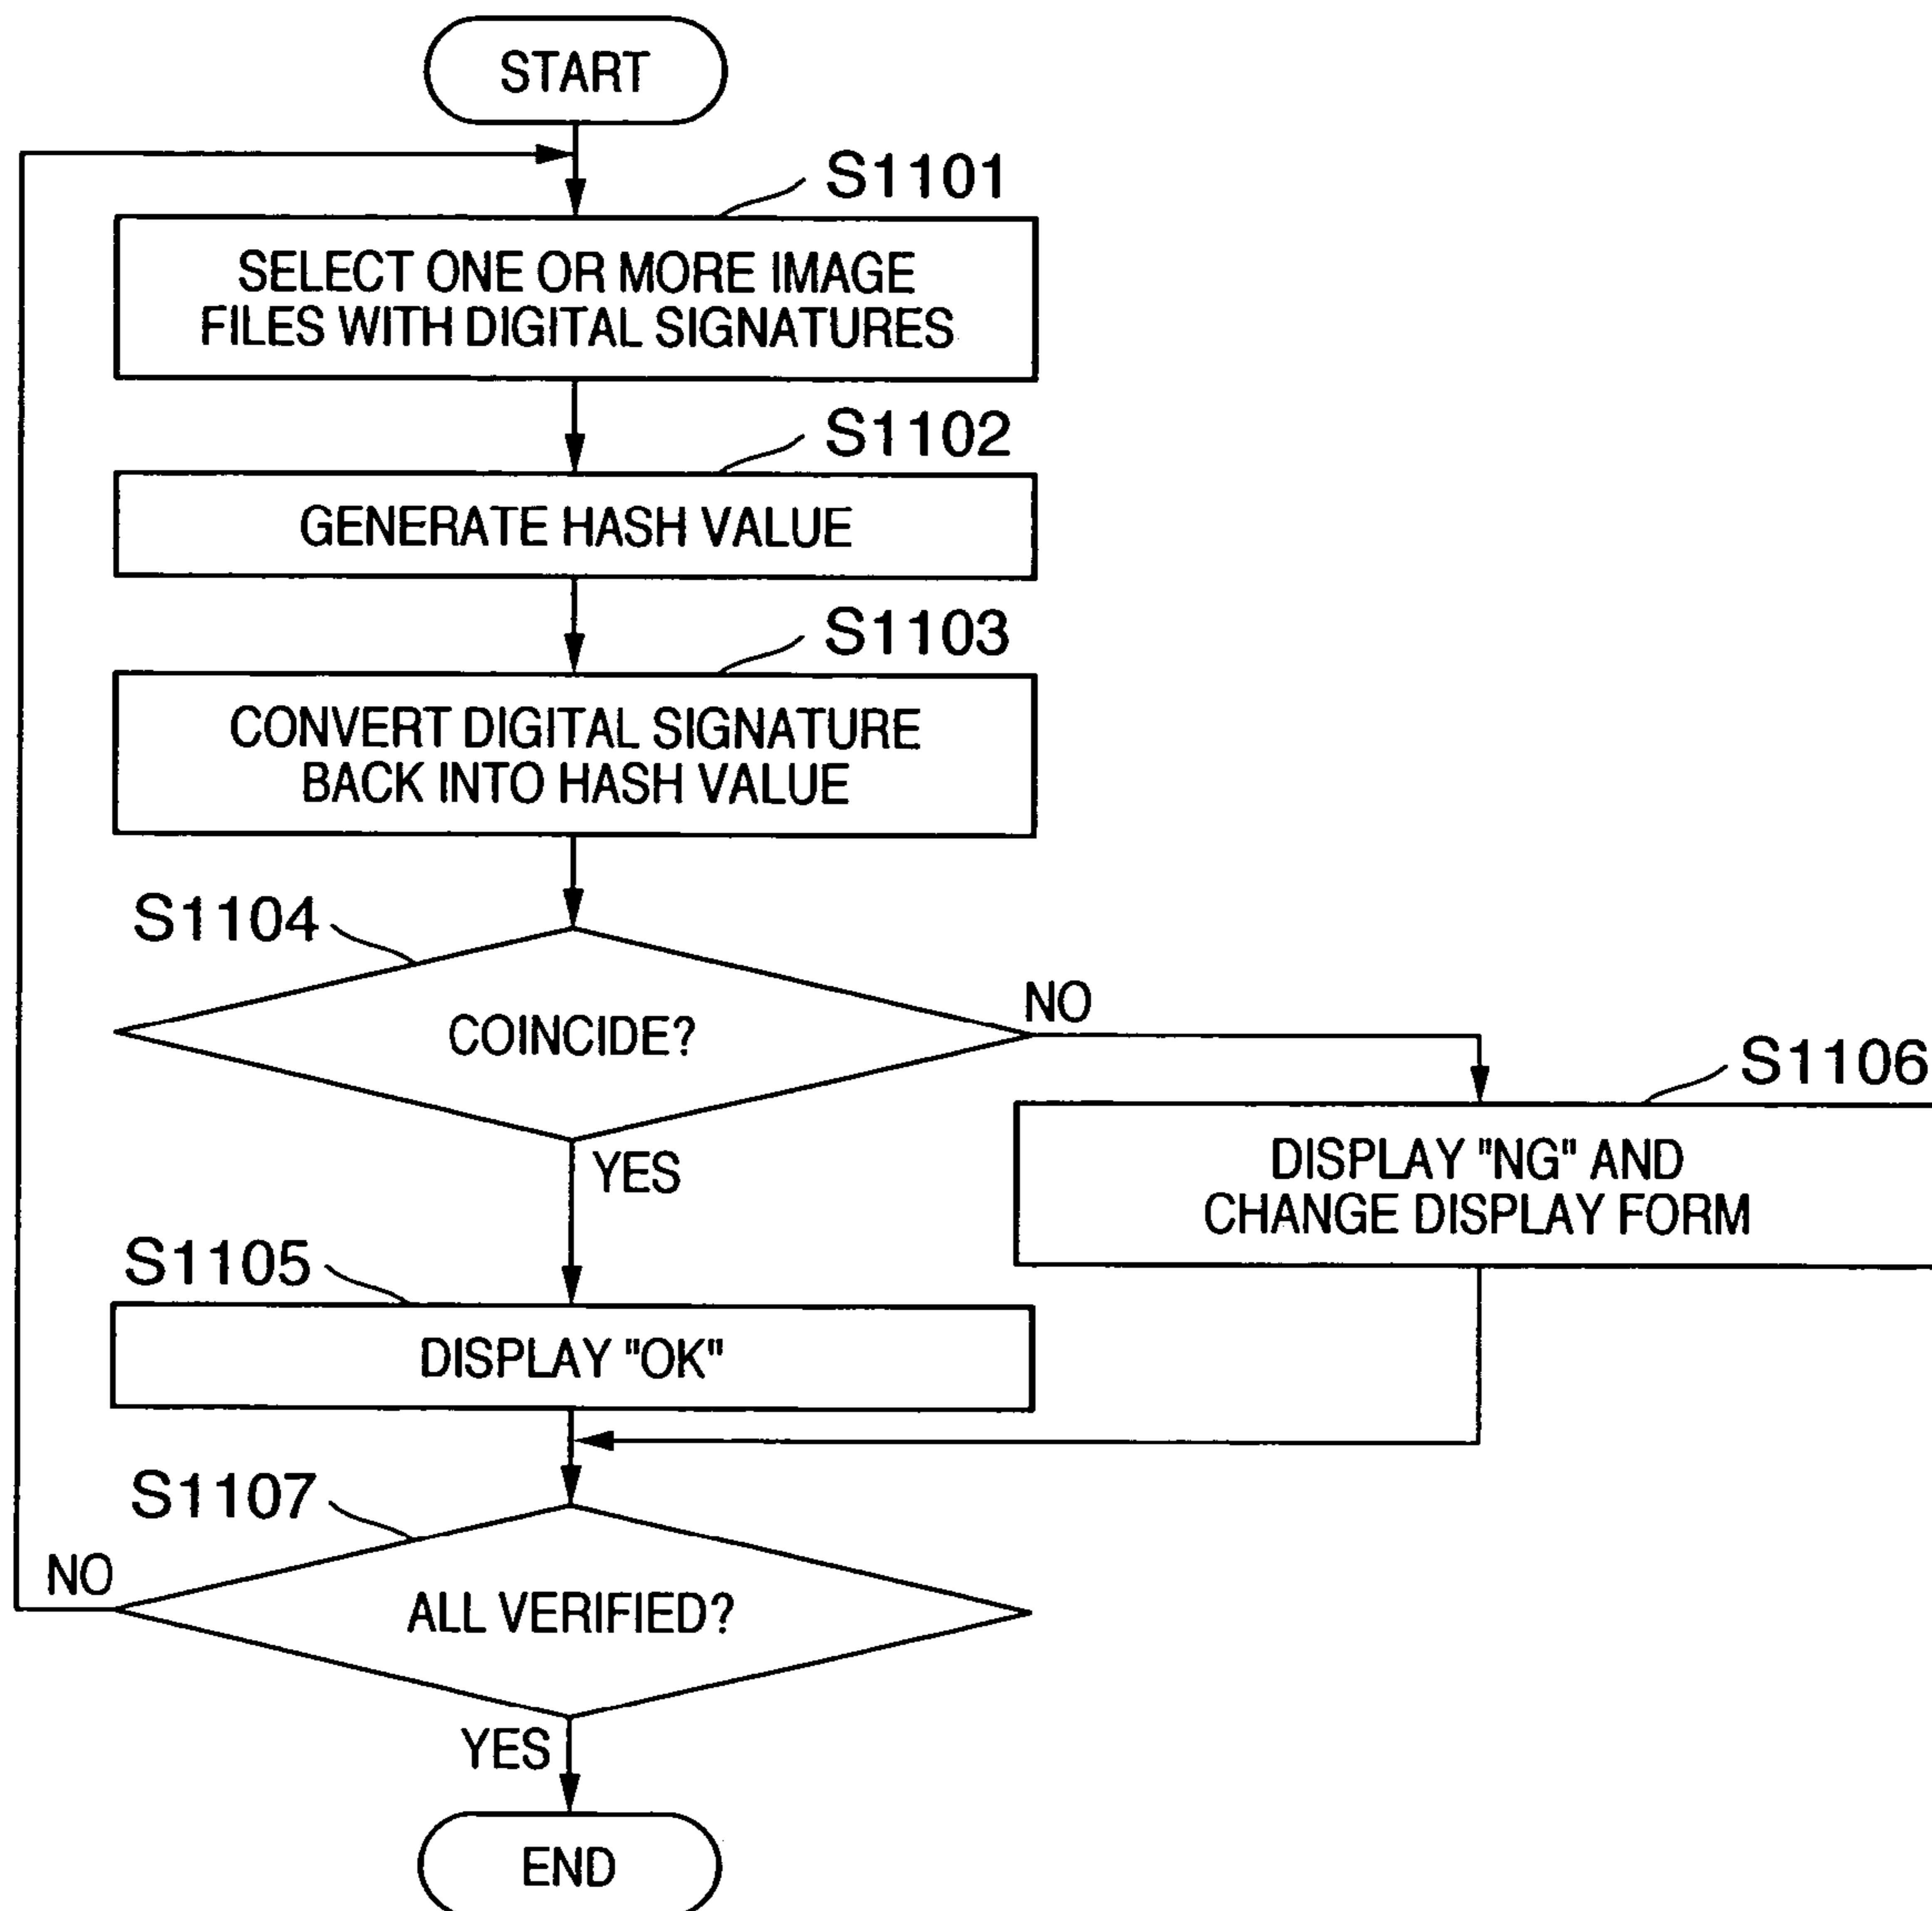 START
S1101
SELECT ONE OR MORE IMAGE
FILES WITH DIGITAL SIGNATURES
S1102
GENERATE HASH VALUE
S1103
CONVERT DIGITAL SIGNATURE
BACK INTO HASH VALUE
S1104
COINCIDE?
NO
YES
S1106
DISPLAY "NG" AND
CHANGE DISPLAY FORM
S1105
DISPLAY "OK"
S1107
NO
ALL VERIFIED?
YES
END